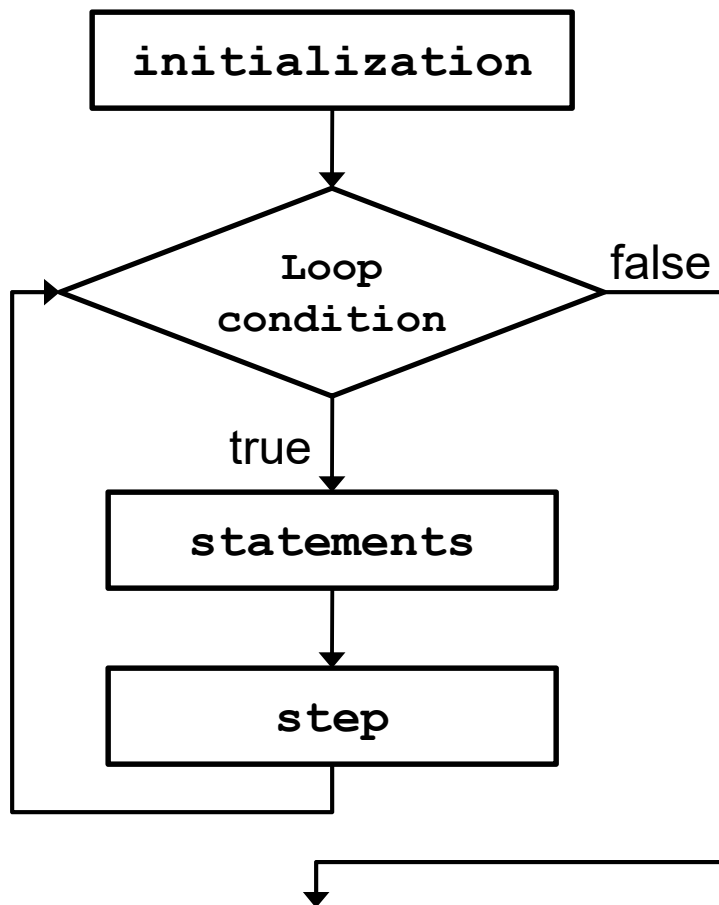 initialization
Loop
condition
false
true
statements
step